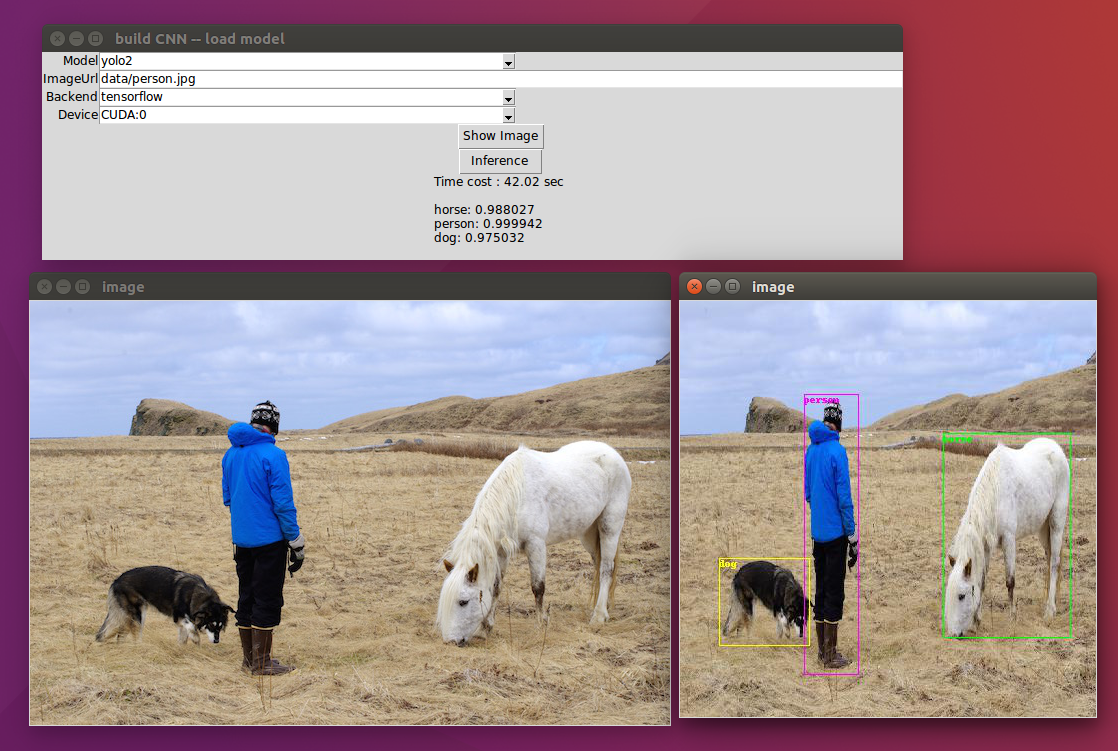 build CNN -- load model
Model yolo2
ImageUrl data/person.jpg
Backend tensorflow
Device CUDA:0
Show Image
Inference
Time cost : 42.02 sec
horse: 0.988027
person: 0.999942
dog: 0.975032
image
image
person
dog